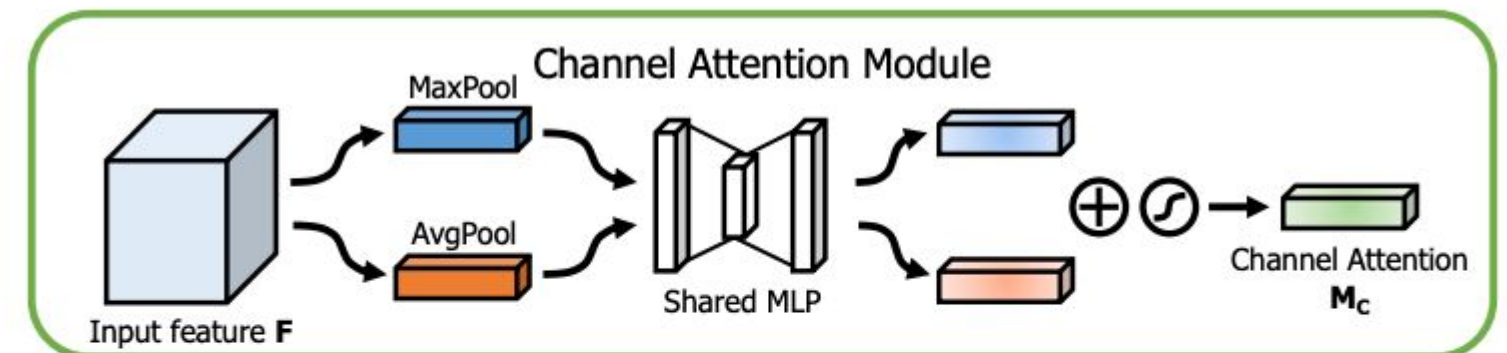 Channel Attention Module
MaxPool
AvgPool
Input feature F
Shared MLP
Channel Attention
Mc